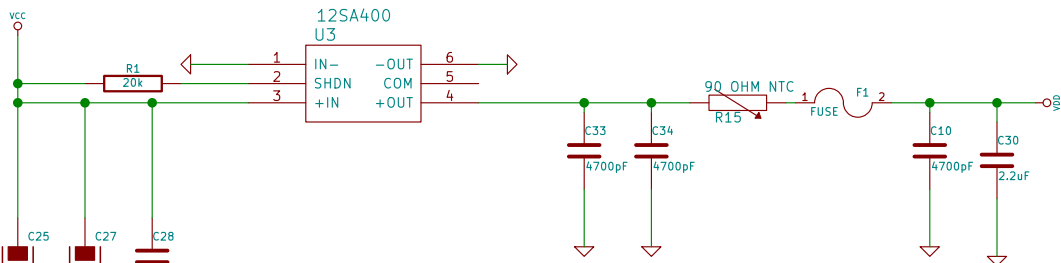 VCC
12SA400
U3
R1
20k
1
2
3
IN-
SHDN
+IN
-OUT
COM
+OUT
6
5
4
C33
4700pF
C34
4700pF
90 OHM NTC
R15
1
FUSE
F1
2
C10
4700pF
C30
2.2uF
VDD
C25
C27
C28